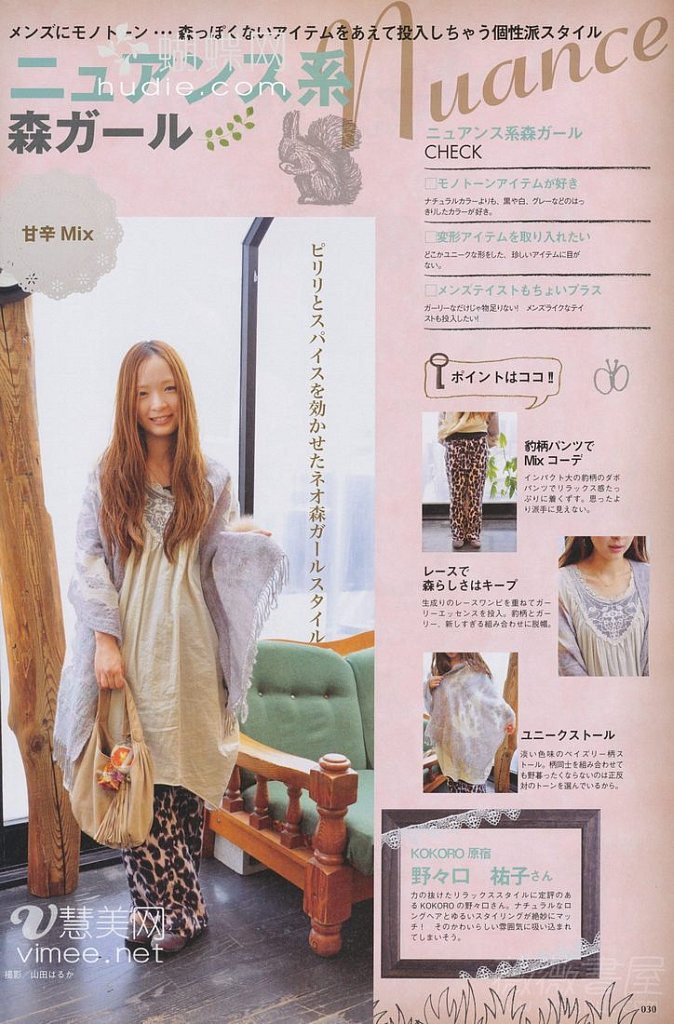 メンズにモノトーン…森っぽくないアイテムをあえて投入しちゃう個性派スタイル
蝴蝶网
hudie.com
Nuance
ニュアンス系
森ガール
甘辛 Mix
ピリリとスパイスを効かせたネオ森ガールスタイル
ニュアンス系森ガール
CHECK
□モノトーンアイテムが好き
ナチュラルカラーよりも、黒や白、グレーなどのはっ
きりしたカラーが好き。
□変形アイテムを取り入れたい
どこかユニークな形をした、珍しいアイテムに目が
ない。
□メンズテイストもちょいプラス
ガーリーなだけじゃ物足りない! メンズライクなテイ
ストも投入したい!
ポイントはココ!!
豹柄パンツで
Mix コーデ
インパクト大の豹柄のダボ
パンツでリラックス感たっ
ぷりに着くずす。思ったよ
り派手に見えない。
レースで
森らしさはキープ
生成りのレースワンピを重ねてガー
リーエッセンスを投入。豹柄とガー
リー、新しすぎる組み合わせに脱帽。
ユニークストール
淡い色味のペイズリー柄ス
トール。柄同士を組み合わせて
も野暮ったくならないのは正反
対のトーンを選んでいるから。
KOKORO 原宿
野々口 祐子さん
力の抜けたリラックススタイルに定評のあ
る KOKORO の野々口さん。ナチュラルなロ
ングヘアとゆるいスタイリングが絶妙にマッ
チ! そのかわいらしい雰囲気に吸い込まれ
てしまいそう。
慧美网
vimee.net
撮影／山田はるか
薇薇書屋
030